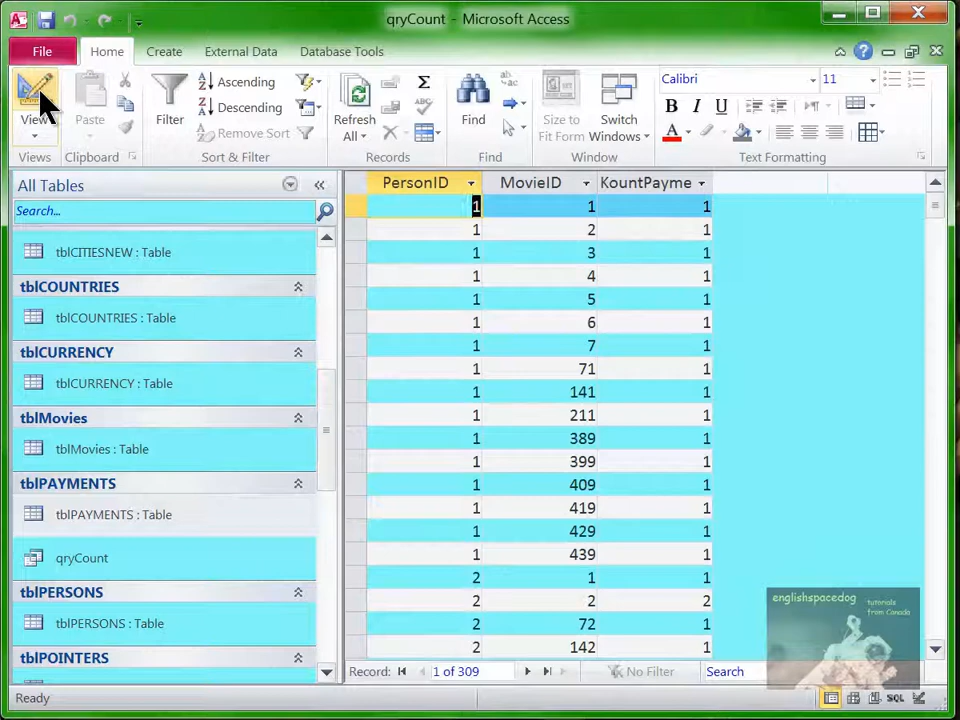 qryCount - Microsoft Access
File Home Create External Data Database Tools
View Paste Filter Ascending Descending Remove Sort Refresh All Find Size to Fit Form Switch Windows Calibri 11
B I U A
Views Clipboard Sort & Filter Records Find Window Text Formatting
All Tables
Search...
tblCITIESNEW : Table
tblCOUNTRIES
tblCOUNTRIES : Table
tblCURRENCY
tblCURRENCY : Table
tblMovies
tblMovies : Table
tblPAYMENTS
tblPAYMENTS : Table
qryCount
tblPERSONS
tblPERSONS : Table
tblPOINTERS
PersonID MovieID KountPayme
1 1 1
1 2 1
1 3 1
1 4 1
1 5 1
1 6 1
1 7 1
1 71 1
1 141 1
1 211 1
1 389 1
1 399 1
1 409 1
1 419 1
1 429 1
1 439 1
2 1 1
2 2 2
2 72 1
2 142 1
englishspacedog
tutorials
from Canada
Record: 1 of 309 No Filter Search
Ready SQL